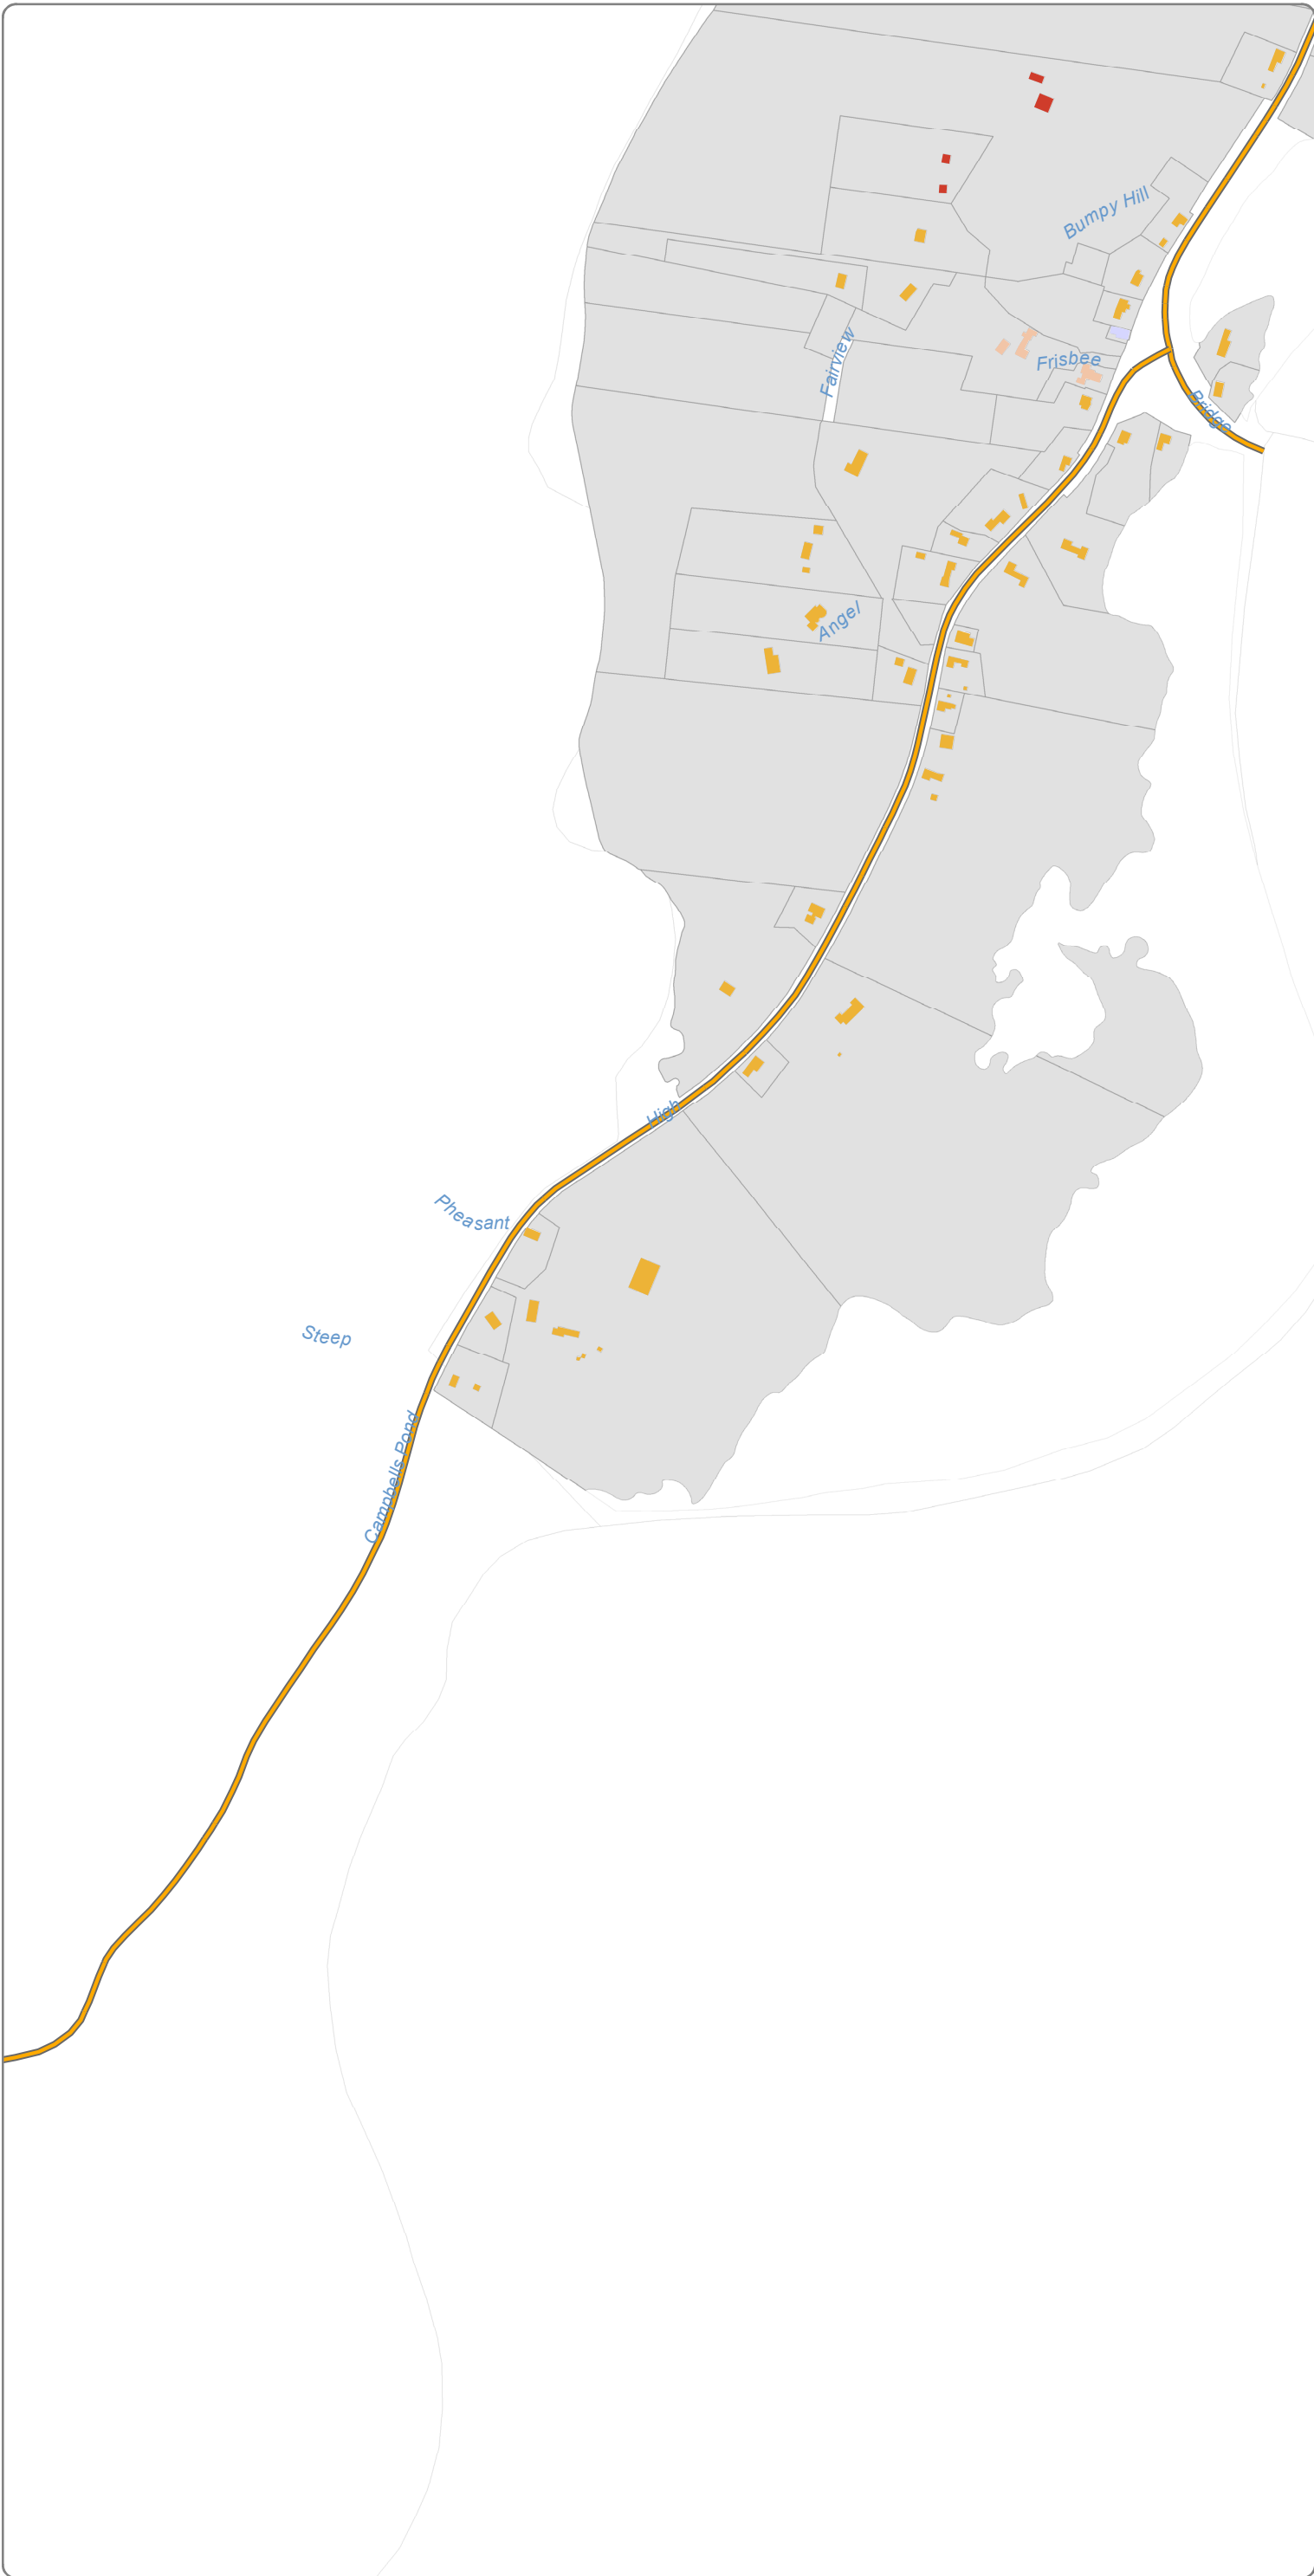 Bumpy Hill
Fairview
Frisbee
Bridge
Angel
High
Pheasant
Steep
Campbells Pond